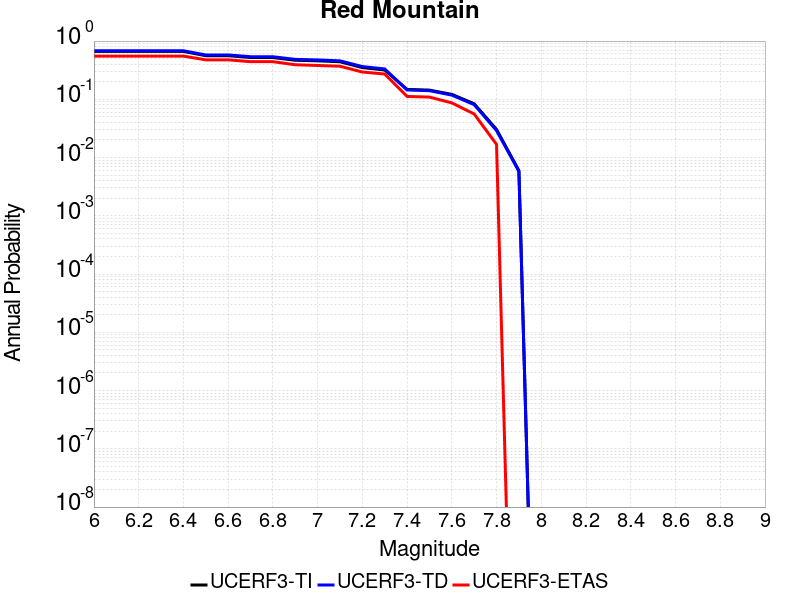 Red Mountain
10^0
10^-1
10^-2
10^-3
10^-4
10^-5
10^-6
10^-7
10^-8
Annual Probability
6 6.2 6.4 6.6 6.8 7 7.2 7.4 7.6 7.8 8 8.2 8.4 8.6 8.8 9
Magnitude
UCERF3-TI UCERF3-TD UCERF3-ETAS